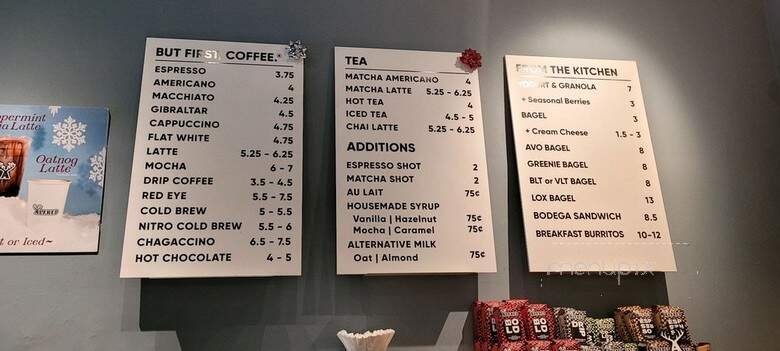 Latte
Oatnog
Latte
t or Iced~
BUT FIRST, COFFEE.
ESPRESSO 3.75
AMERICANO 4
MACCHIATO 4.25
GIBRALTAR 4.5
CAPPUCCINO 4.75
FLAT WHITE 4.75
LATTE 5.25 - 6.25
MOCHA 6 - 7
DRIP COFFEE 3.5 - 4.5
RED EYE 5.5 - 7.5
COLD BREW 5 - 5.5
NITRO COLD BREW 5.5 - 6
CHAGACCINO 6.5 - 7.5
HOT CHOCOLATE 4 - 5
TEA
MATCHA AMERICANO 4
MATCHA LATTE 5.25 - 6.25
HOT TEA 4
ICED TEA 4.5 - 5
CHAI LATTE 5.25 - 6.25
ADDITIONS
ESPRESSO SHOT 2
MATCHA SHOT 2
AU LAIT 75¢
HOUSEMADE SYRUP
Vanilla | Hazelnut 75¢
Mocha | Caramel 75¢
ALTERNATIVE MILK
Oat | Almond 75¢
FROM THE KITCHEN
YOGURT & GRANOLA 7
+ Seasonal Berries 3
BAGEL 3
+ Cream Cheese 1.5 - 3
AVO BAGEL 8
GREENIE BAGEL 8
BLT or VLT BAGEL 8
LOX BAGEL 13
BODEGA SANDWICH 8.5
BREAKFAST BURRITOS 10-12
menupix
BOLO
BOLO